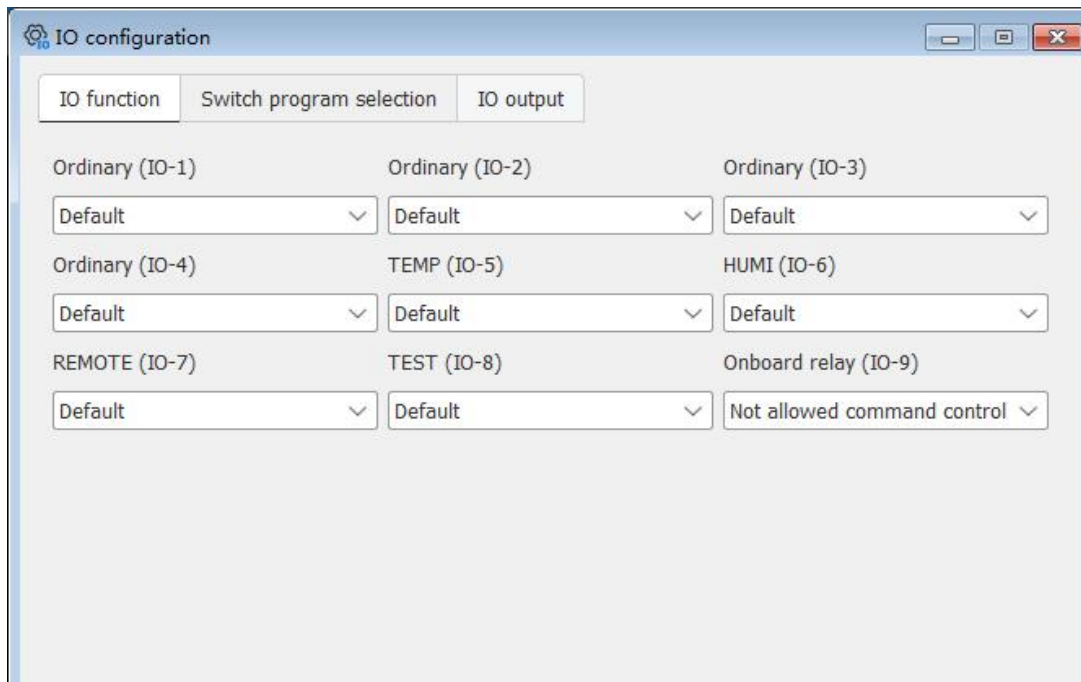 IO configuration
IO function Switch program selection IO output
Ordinary (IO-1) Ordinary (IO-2) Ordinary (IO-3)
Default Default Default
Ordinary (IO-4) TEMP (IO-5) HUMI (IO-6)
Default Default Default
REMOTE (IO-7) TEST (IO-8) Onboard relay (IO-9)
Default Default Not allowed command control